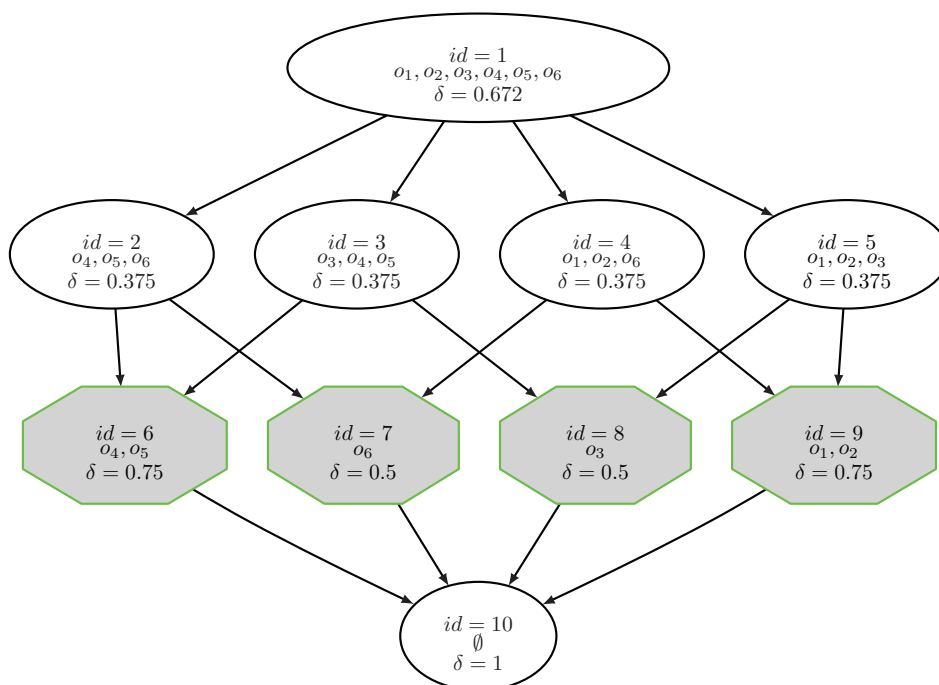 id = 1
o₁, o₂, o₃, o₄, o₅, o₆
δ = 0.672
id = 2
o₄, o₅, o₆
δ = 0.375
id = 3
o₃, o₄, o₅
δ = 0.375
id = 4
o₁, o₂, o₆
δ = 0.375
id = 5
o₁, o₂, o₃
δ = 0.375
id = 6
o₄, o₅
δ = 0.75
id = 7
o₆
δ = 0.5
id = 8
o₃
δ = 0.5
id = 9
o₁, o₂
δ = 0.75
id = 10
∅
δ = 1